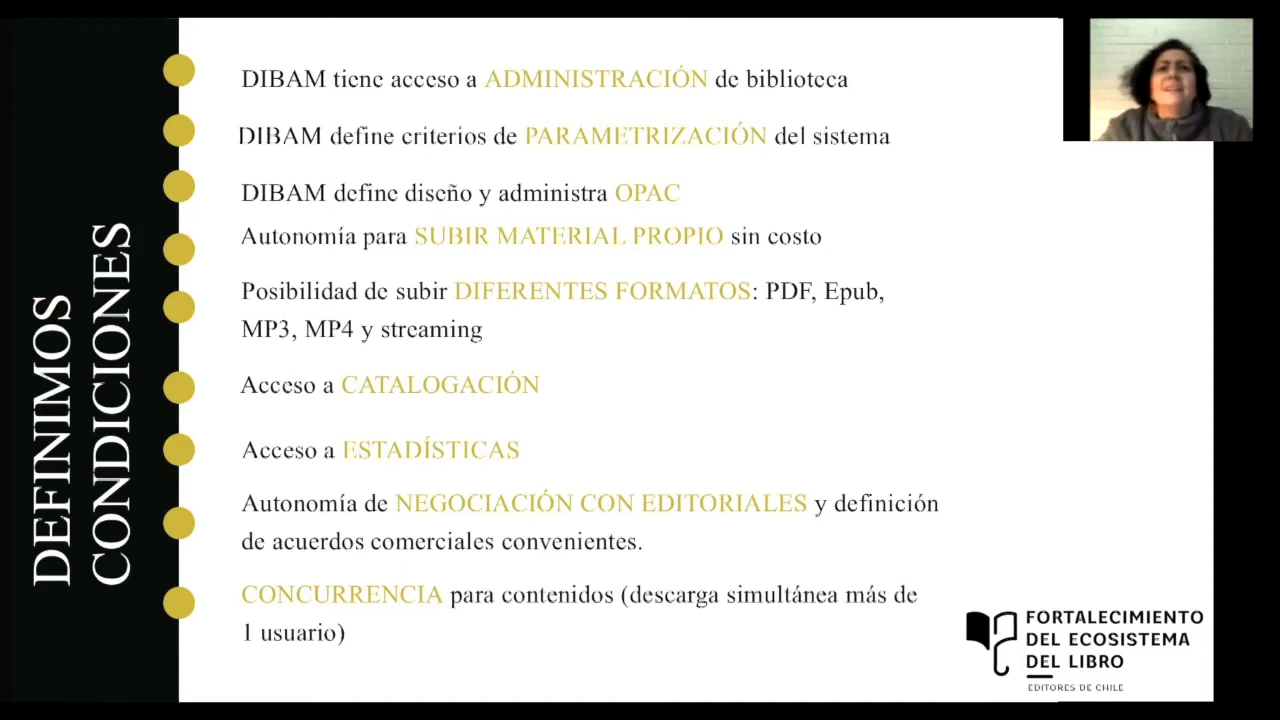 DEFINIMOS
CONDICIONES
DIBAM tiene acceso a ADMINISTRACIÓN de biblioteca
DIBAM define criterios de PARAMETRIZACIÓN del sistema
DIBAM define diseño y administra OPAC
Autonomía para SUBIR MATERIAL PROPIO sin costo
Posibilidad de subir DIFERENTES FORMATOS: PDF, Epub,
MP3, MP4 y streaming
Acceso a CATALOGACIÓN
Acceso a ESTADÍSTICAS
Autonomía de NEGOCIACIÓN CON EDITORIALES y definición
de acuerdos comerciales convenientes.
CONCURRENCIA para contenidos (descarga simultánea más de
1 usuario)
FORTALECIMIENTO
DEL ECOSISTEMA
DEL LIBRO
EDITORES DE CHILE